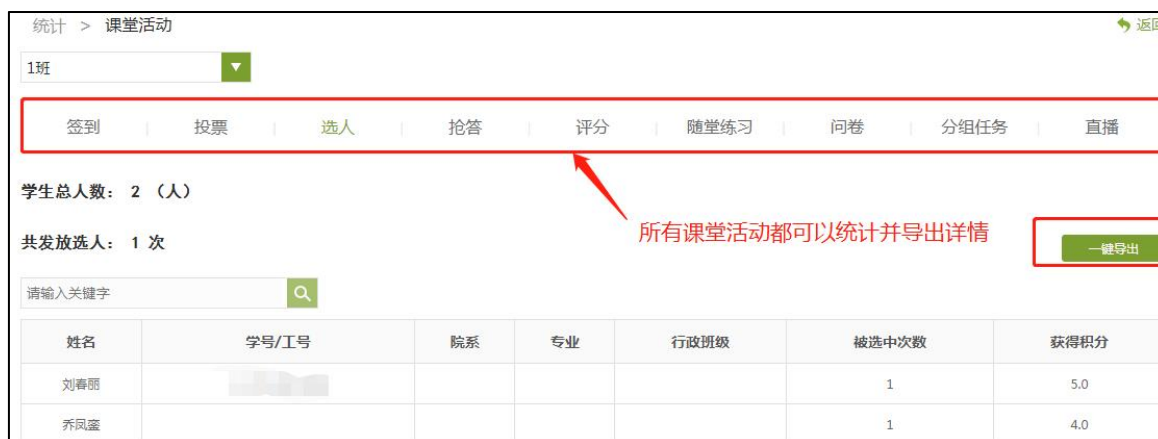 统计 > 课堂活动
返回
1班
签到 投票 选人 抢答 评分 随堂练习 问卷 分组任务 直播
学生总人数： 2 （人）
所有课堂活动都可以统计并导出详情
共发放选人： 1 次
一键导出
请输入关键字
姓名 学号/工号 院系 专业 行政班级 被选中次数 获得积分
刘春丽 1 5.0
乔凤銮 1 4.0